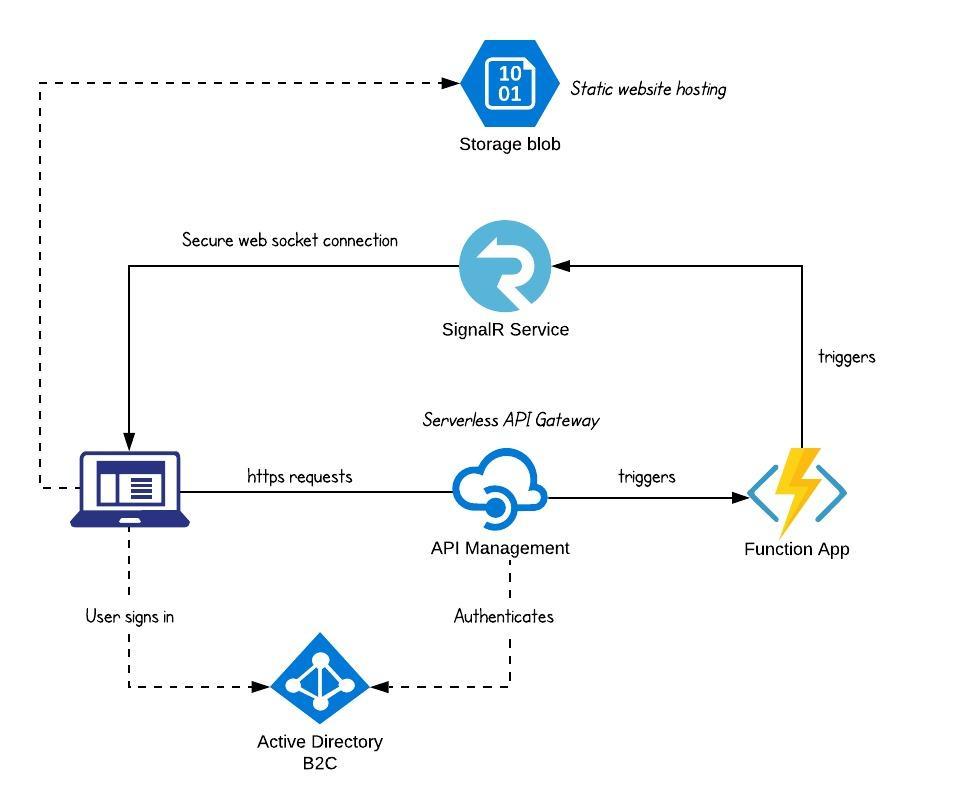 10
01
Static website hosting
Storage blob
Secure web socket connection
SignalR Service
triggers
Serverless API Gateway
https requests
triggers
API Management
Function App
User signs in
Authenticates
Active Directory
B2C